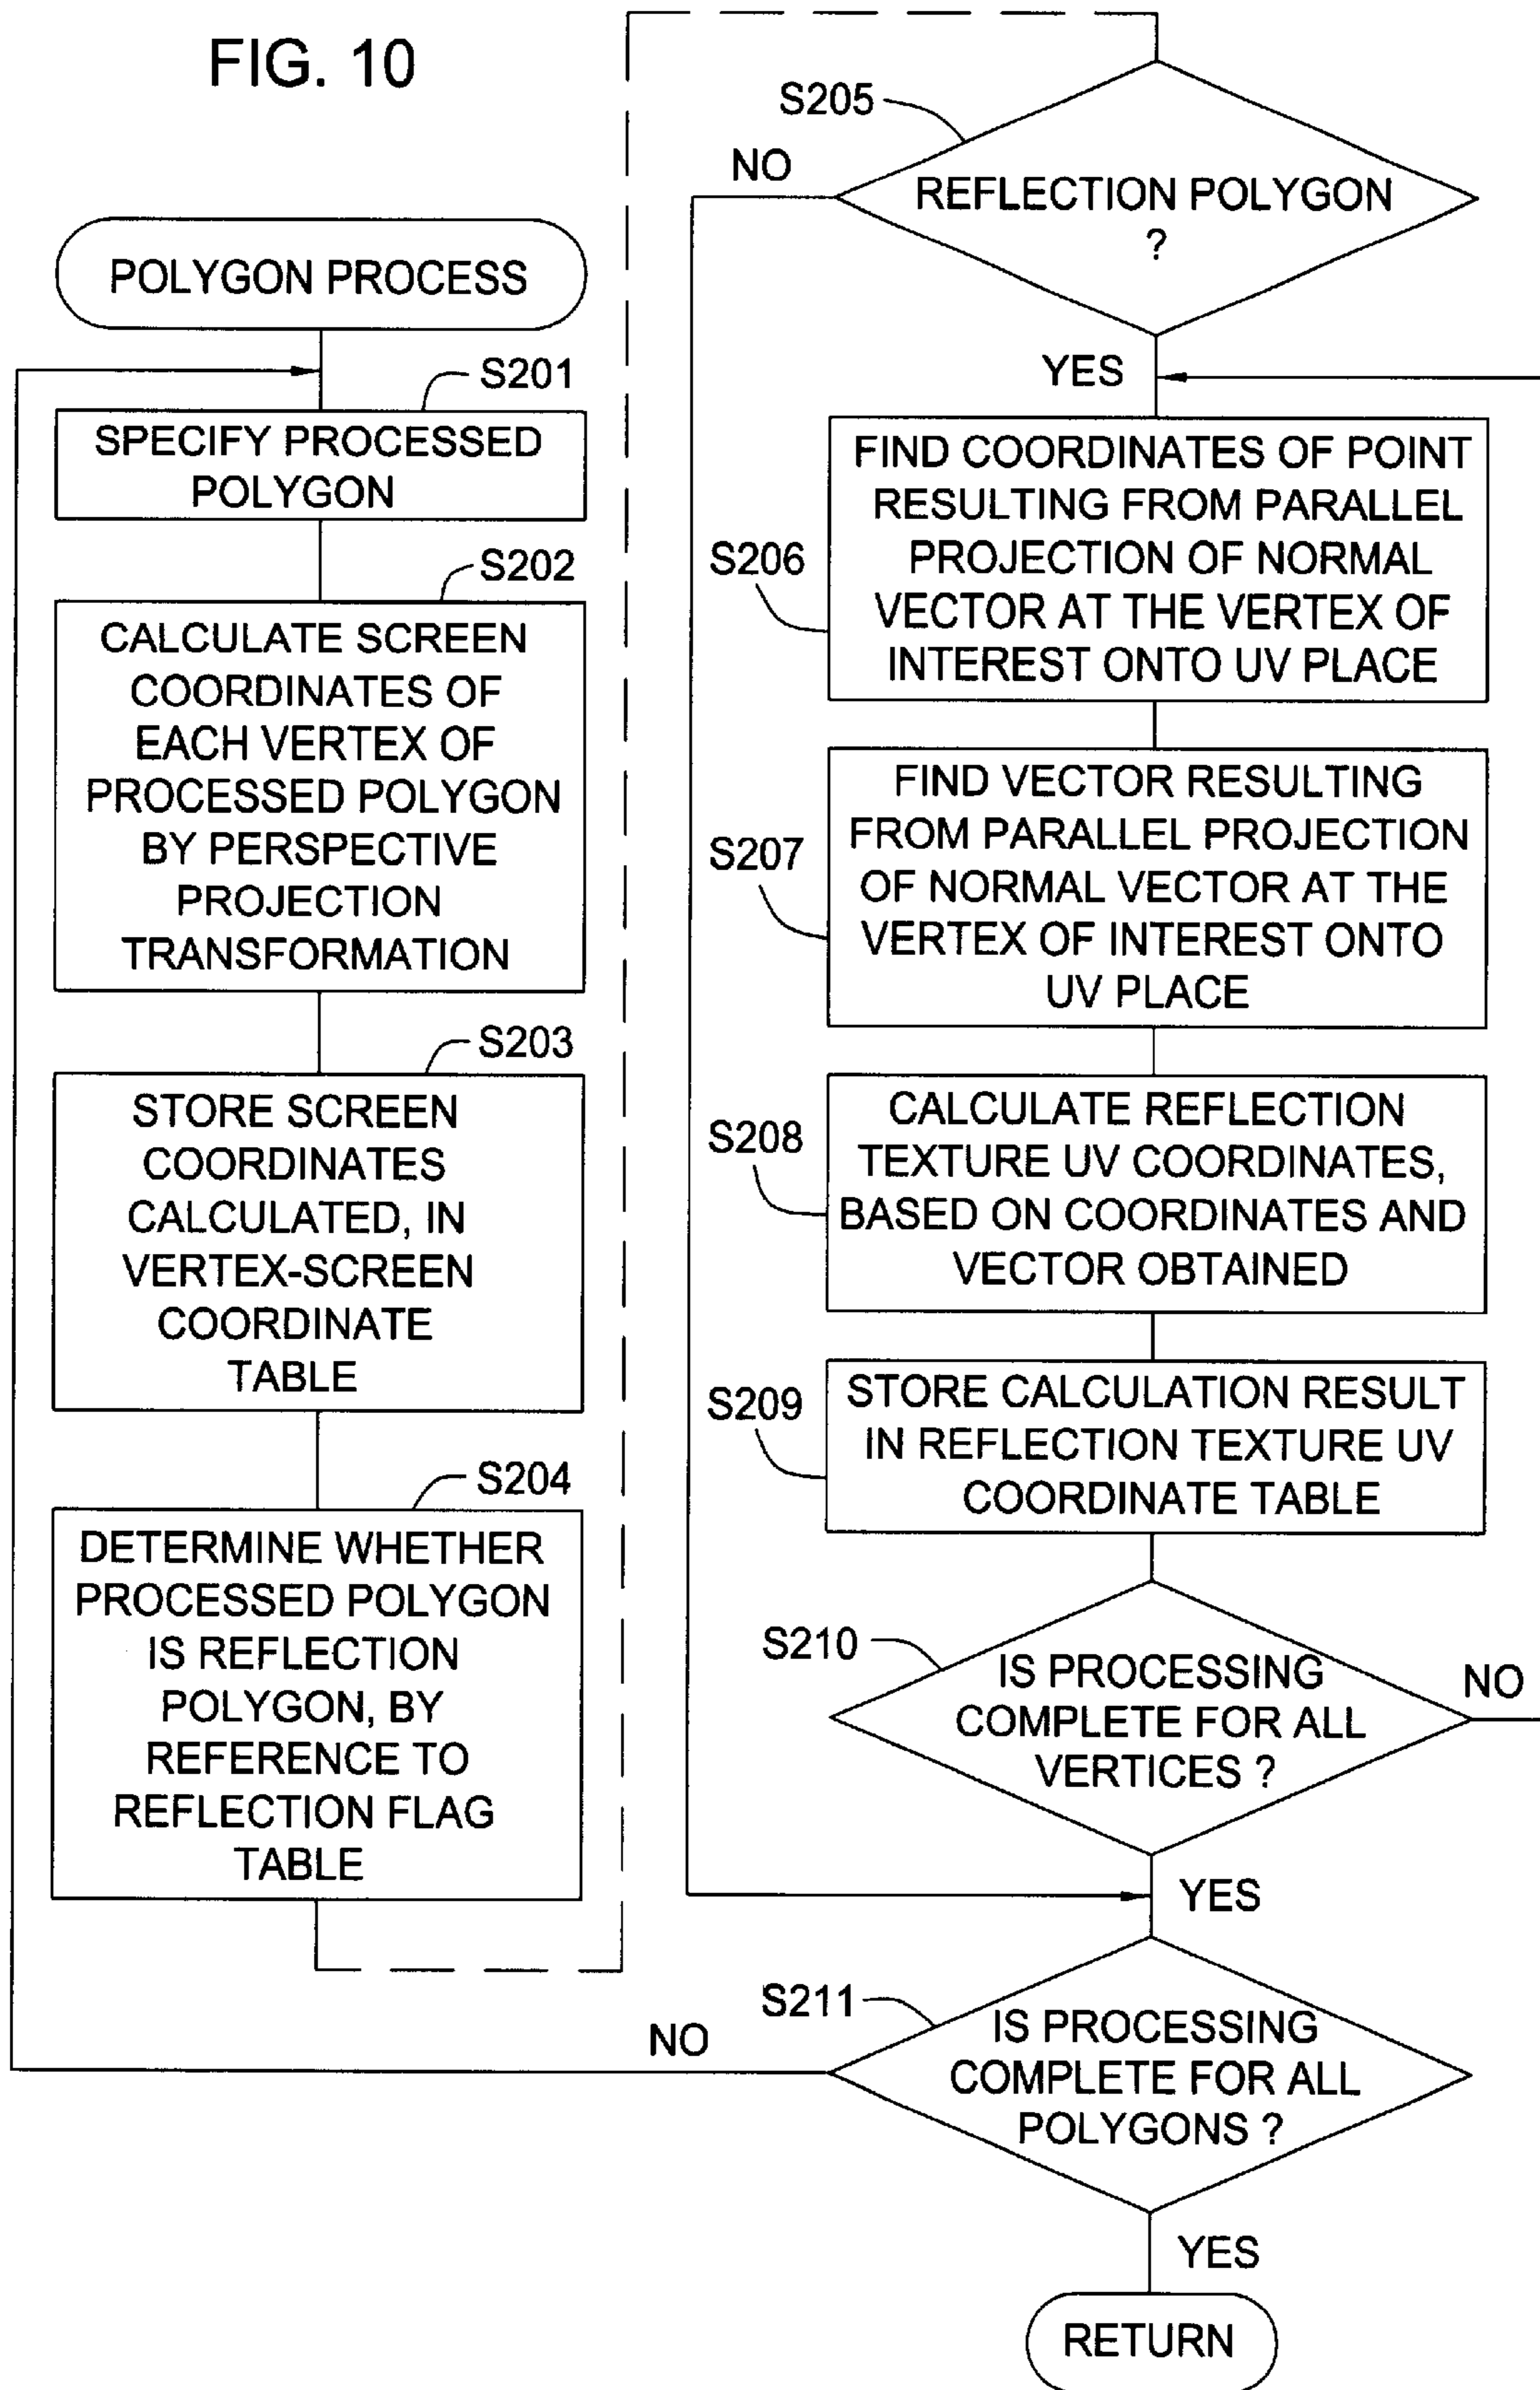 FIG. 10
POLYGON PROCESS
S201
SPECIFY PROCESSED
POLYGON
S202
CALCULATE SCREEN
COORDINATES OF
EACH VERTEX OF
PROCESSED POLYGON
BY PERSPECTIVE
PROJECTION
TRANSFORMATION
S203
STORE SCREEN
COORDINATES
CALCULATED, IN
VERTEX-SCREEN
COORDINATE
TABLE
S204
DETERMINE WHETHER
PROCESSED POLYGON
IS REFLECTION
POLYGON, BY
REFERENCE TO
REFLECTION FLAG
TABLE
S205
NO
REFLECTION POLYGON
?
YES
S206
FIND COORDINATES OF POINT
RESULTING FROM PARALLEL
PROJECTION OF NORMAL
VECTOR AT THE VERTEX OF
INTEREST ONTO UV PLACE
S207
FIND VECTOR RESULTING
FROM PARALLEL PROJECTION
OF NORMAL VECTOR AT THE
VERTEX OF INTEREST ONTO
UV PLACE
S208
CALCULATE REFLECTION
TEXTURE UV COORDINATES,
BASED ON COORDINATES AND
VECTOR OBTAINED
S209
STORE CALCULATION RESULT
IN REFLECTION TEXTURE UV
COORDINATE TABLE
S210
IS PROCESSING
COMPLETE FOR ALL
VERTICES ?
NO
YES
S211
IS PROCESSING
COMPLETE FOR ALL
POLYGONS ?
NO
YES
RETURN